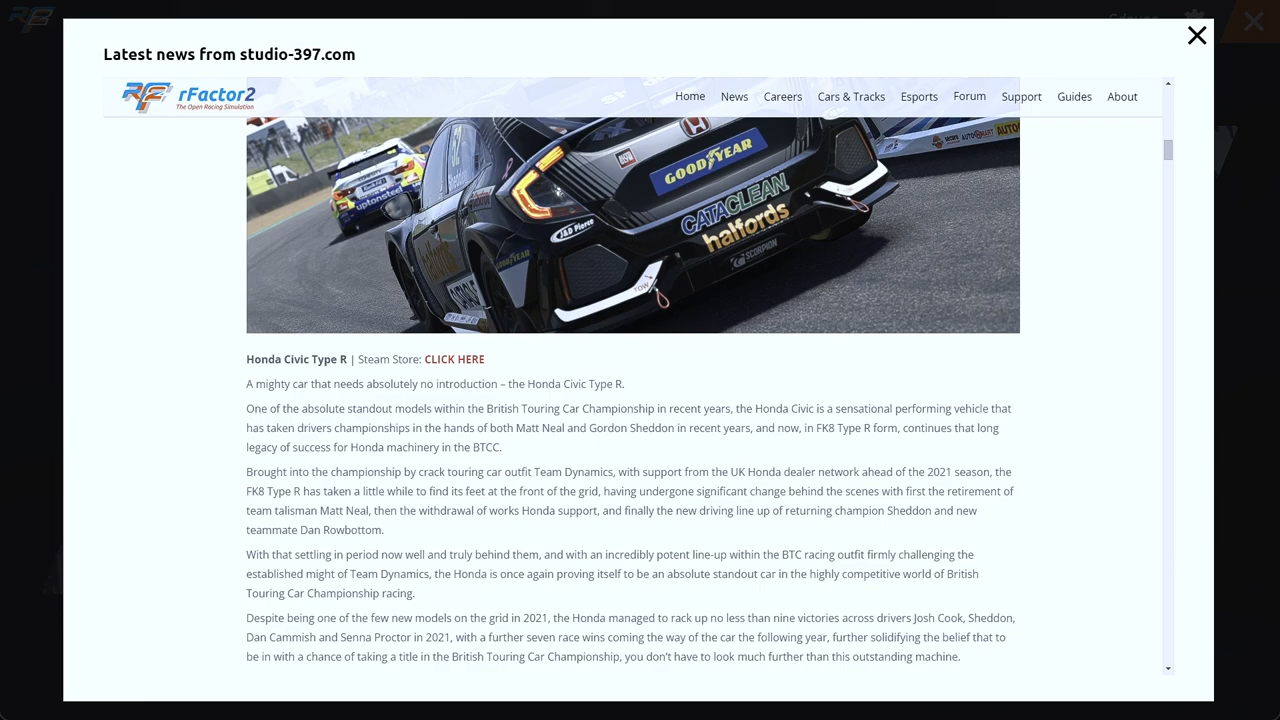 Latest news from studio-397.com
rFactor2
The Open Racing Simulation
Home News Careers Cars & Tracks Esports Forum Support Guides About
GOODYEAR
CATACLEAN
halfords
SCORPION
J&D Pierce
GOODYEAR
uptonsteel
TOW
Honda Civic Type R | Steam Store: CLICK HERE
A mighty car that needs absolutely no introduction – the Honda Civic Type R.
One of the absolute standout models within the British Touring Car Championship in recent years, the Honda Civic is a sensational performing vehicle that
has taken drivers championships in the hands of both Matt Neal and Gordon Sheddon in recent years, and now, in FK8 Type R form, continues that long
legacy of success for Honda machinery in the BTCC.
Brought into the championship by crack touring car outfit Team Dynamics, with support from the UK Honda dealer network ahead of the 2021 season, the
FK8 Type R has taken a little while to find its feet at the front of the grid, having undergone significant change behind the scenes with first the retirement of
team talisman Matt Neal, then the withdrawal of works Honda support, and finally the new driving line up of returning champion Sheddon and new
teammate Dan Rowbottom.
With that settling in period now well and truly behind them, and with an incredibly potent line-up within the BTC racing outfit firmly challenging the
established might of Team Dynamics, the Honda is once again proving itself to be an absolute standout car in the highly competitive world of British
Touring Car Championship racing.
Despite being one of the few new models on the grid in 2021, the Honda managed to rack up no less than nine victories across drivers Josh Cook, Sheddon,
Dan Cammish and Senna Proctor in 2021, with a further seven race wins coming the way of the car the following year, further solidifying the belief that to
be in with a chance of taking a title in the British Touring Car Championship, you don't have to look much further than this outstanding machine.